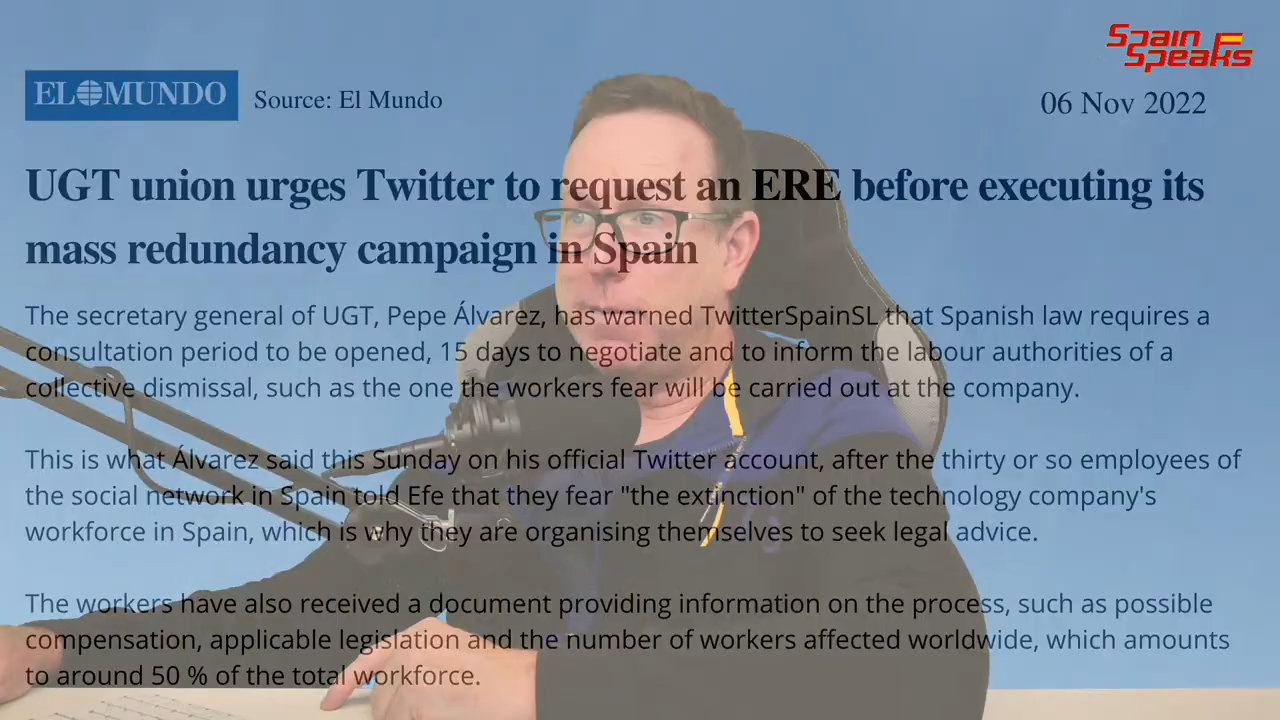 Spain
Speaks
EL MUNDO
Source: El Mundo
06 Nov 2022
UGT union urges Twitter to request an ERE before executing its
mass redundancy campaign in Spain
The secretary general of UGT, Pepe Álvarez, has warned TwitterSpainSL that Spanish law requires a
consultation period to be opened, 15 days to negotiate and to inform the labour authorities of a
collective dismissal, such as the one the workers fear will be carried out at the company.
This is what Álvarez said this Sunday on his official Twitter account, after the thirty or so employees of
the social network in Spain told Efe that they fear "the extinction" of the technology company's
workforce in Spain, which is why they are organising themselves to seek legal advice.
The workers have also received a document providing information on the process, such as possible
compensation, applicable legislation and the number of workers affected worldwide, which amounts
to around 50 % of the total workforce.